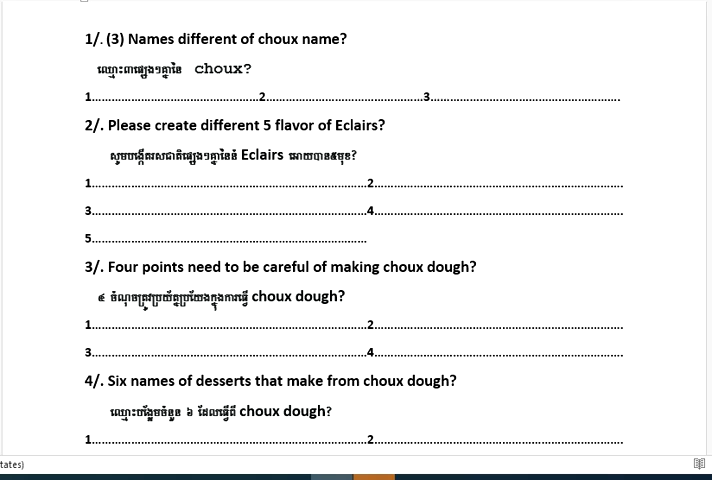 1/. (3) Names different of choux name?
ឈ្មោះ៣ផ្សេងៗគ្នានៃ choux?
1................................................2...............................................3.......................................................
2/. Please create different 5 flavor of Eclairs?
សូមបង្កើតរសជាតិផ្សេងៗគ្នានៃនំ Eclairs អោយបាន៥មុខ?
1................................................................................2..........................................................................
3................................................................................4..........................................................................
5................................................................................
3/. Four points need to be careful of making choux dough?
៤ ចំណុចត្រូវប្រយ័ត្នប្រយែងក្នុងការធ្វើ choux dough?
1................................................................................2..........................................................................
3................................................................................4..........................................................................
4/. Six names of desserts that make from choux dough?
ឈ្មោះបង្អែមចំនួន ៦ ដែលធ្វើពី choux dough?
1................................................................................2..........................................................................
tates)